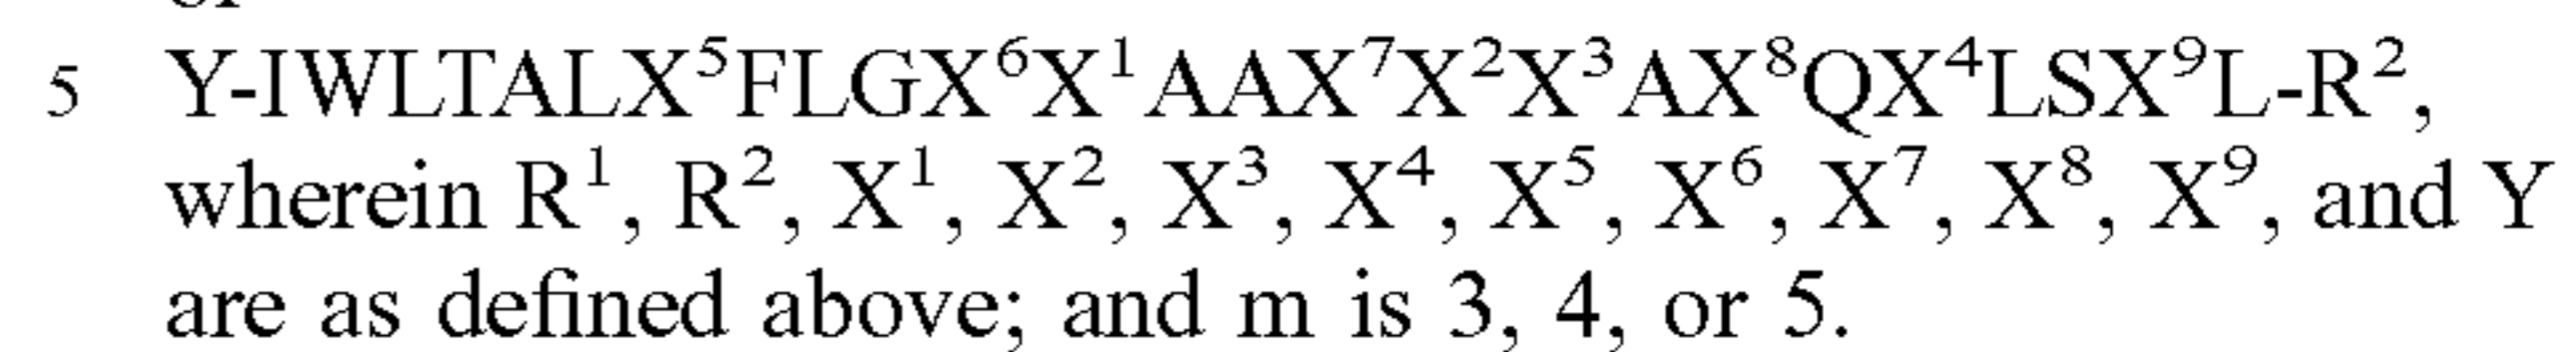 or
5 Y-IWLTALX⁵FLGX⁶X¹AAX⁷X²X³AX⁸QX⁴LSX⁹L-R²,
wherein R¹, R², X¹, X², X³, X⁴, X⁵, X⁶, X⁷, X⁸, X⁹, and Y
are as defined above; and m is 3, 4, or 5.